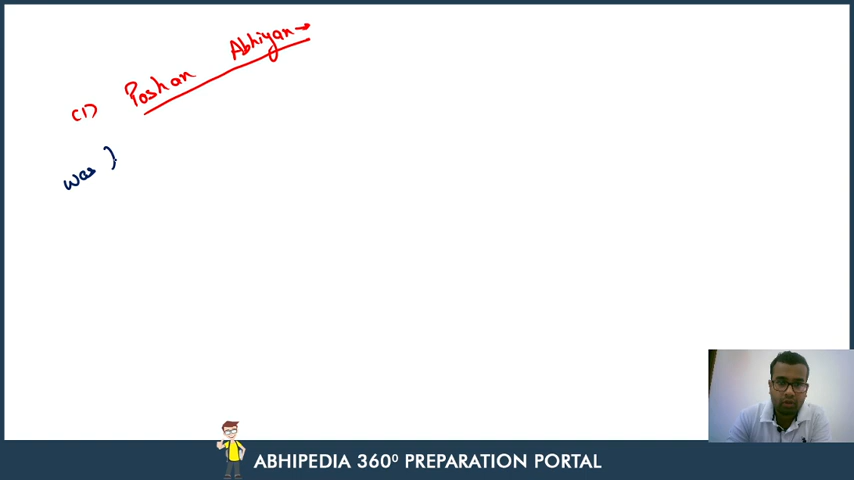 (1) Poshan Abhiyan →
was
ABHIPEDIA 360° PREPARATION PORTAL